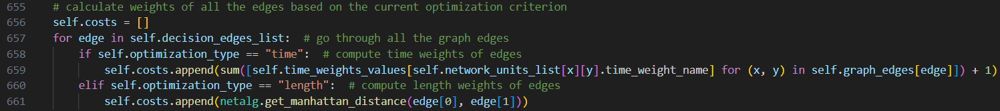 655 # calculate weights of all the edges based on the current optimization criterion
656 self.costs = []
657 for edge in self.decision_edges_list:  # go through all the graph edges
658     if self.optimization_type == "time":  # compute time weights of edges
659         self.costs.append(sum([self.time_weights_values[self.network_units_list[x][y].time_weight_name] for (x, y) in self.graph_edges[edge]]) + 1)
660     elif self.optimization_type == "length":  # compute length weights of edges
661         self.costs.append(netalg.get_manhattan_distance(edge[0], edge[1]))